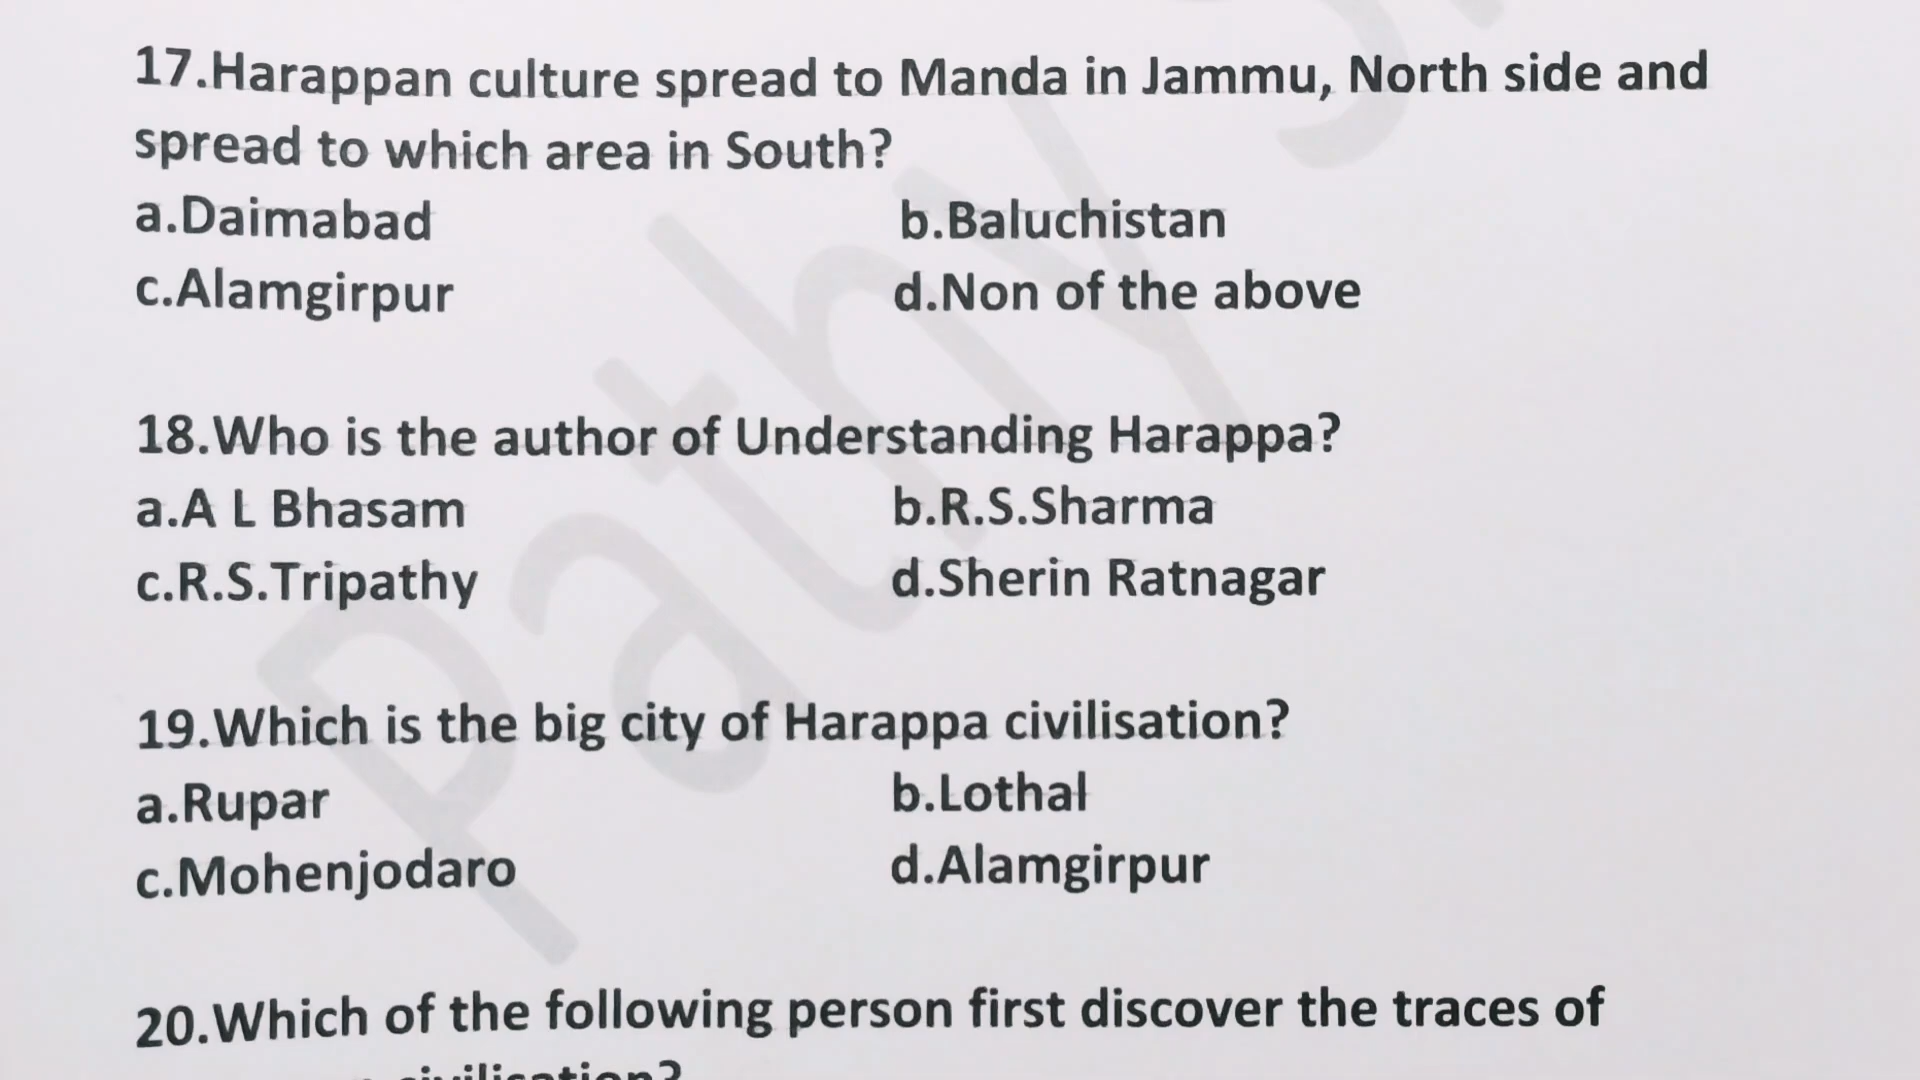 17.Harappan culture spread to Manda in Jammu, North side and
spread to which area in South?
a.Daimabad b.Baluchistan
c.Alamgirpur d.Non of the above
18.Who is the author of Understanding Harappa?
a.A L Bhasam b.R.S.Sharma
c.R.S.Tripathy d.Sherin Ratnagar
19.Which is the big city of Harappa civilisation?
a.Rupar b.Lothal
c.Mohenjodaro d.Alamgirpur
20.Which of the following person first discover the traces of
civilisation?
Pathy